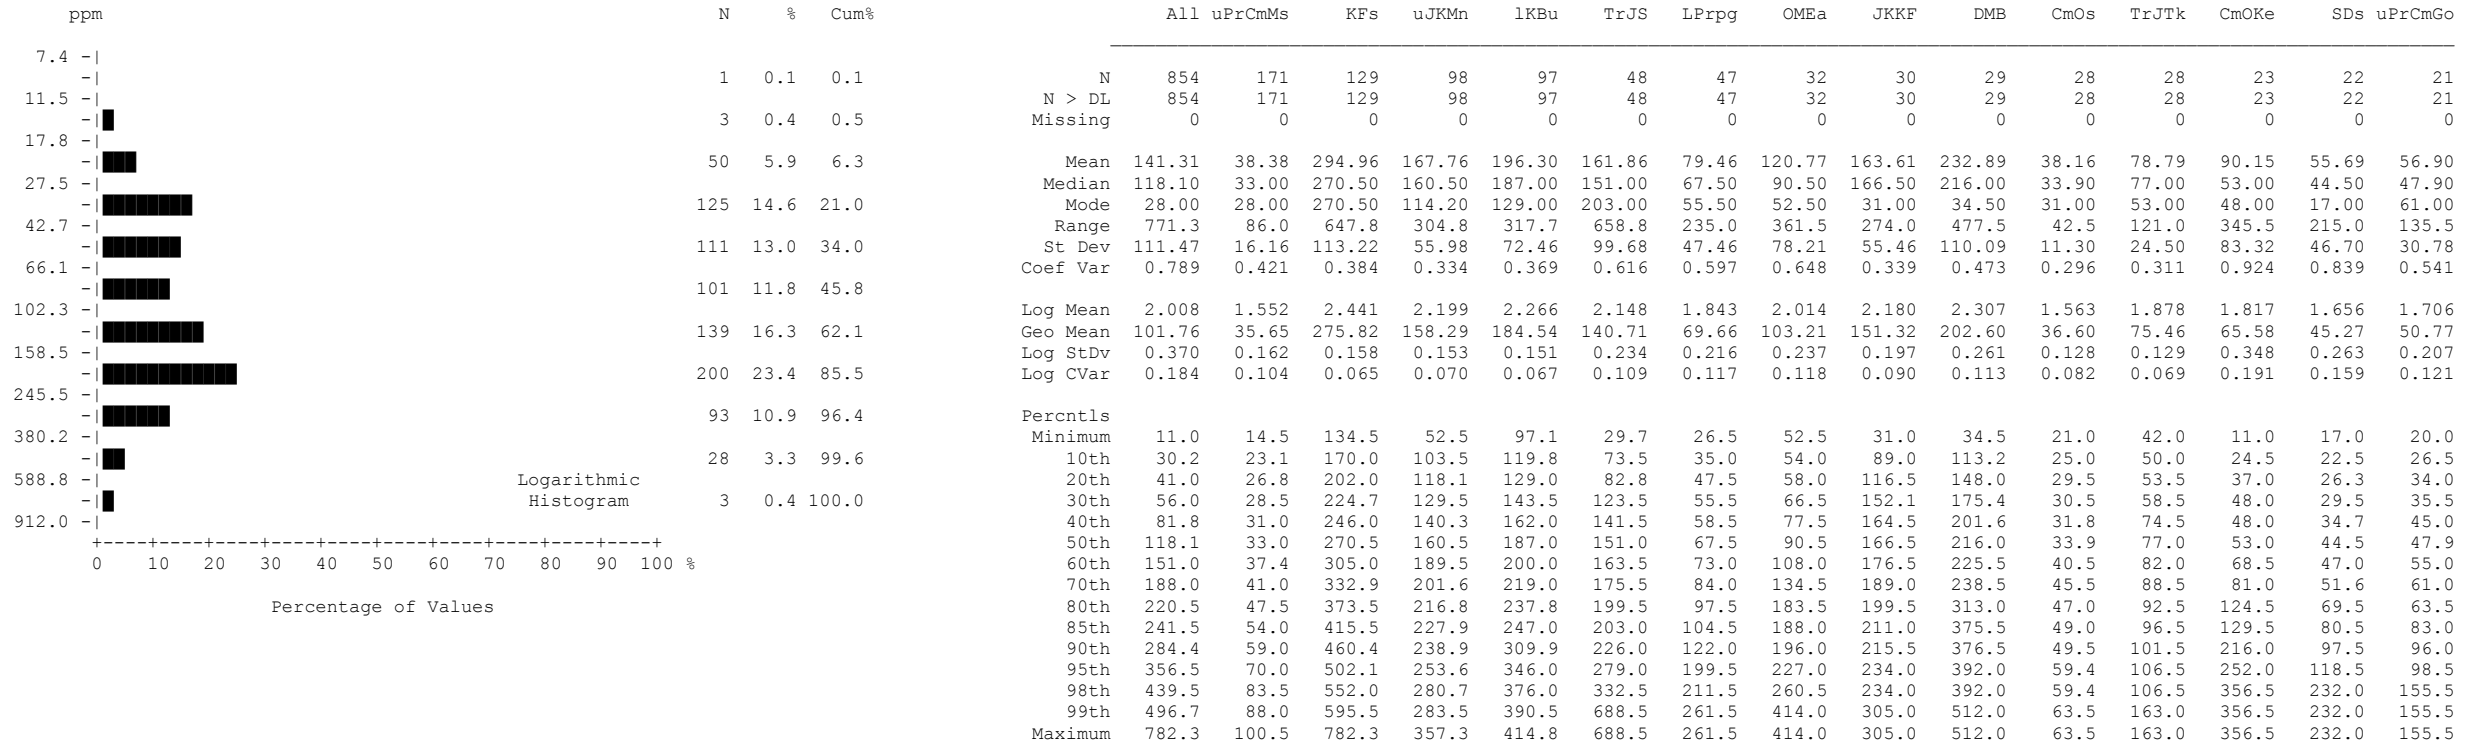 ppm N % Cum% All uPrCmMs KFs uJKMn lKBu TrJS LPrpg OMEa JKKF DMB CmOs TrJTk CmOKe SDs uPrCmGo
7.4 -|
-| 1 0.1 0.1 N 854 171 129 98 97 48 47 32 30 29 28 28 23 22 21
11.5 -| N > DL 854 171 129 98 97 48 47 32 30 29 28 28 23 22 21
-| 3 0.4 0.5 Missing 0 0 0 0 0 0 0 0 0 0 0 0 0 0 0
17.8 -|
-| 50 5.9 6.3 Mean 141.31 38.38 294.96 167.76 196.30 161.86 79.46 120.77 163.61 232.89 38.16 78.79 90.15 55.69 56.90
27.5 -| Median 118.10 33.00 270.50 160.50 187.00 151.00 67.50 90.50 166.50 216.00 33.90 77.00 53.00 44.50 47.90
-| 125 14.6 21.0 Mode 28.00 28.00 270.50 114.20 129.00 203.00 55.50 52.50 31.00 34.50 31.00 53.00 48.00 17.00 61.00
42.7 -| Range 771.3 86.0 647.8 304.8 317.7 658.8 235.0 361.5 274.0 477.5 42.5 121.0 345.5 215.0 135.5
-| 111 13.0 34.0 St Dev 111.47 16.16 113.22 55.98 72.46 99.68 47.46 78.21 55.46 110.09 11.30 24.50 83.32 46.70 30.78
66.1 -| Coef Var 0.789 0.421 0.384 0.334 0.369 0.616 0.597 0.648 0.339 0.473 0.296 0.311 0.924 0.839 0.541
-| 101 11.8 45.8
102.3 -| Log Mean 2.008 1.552 2.441 2.199 2.266 2.148 1.843 2.014 2.180 2.307 1.563 1.878 1.817 1.656 1.706
-| 139 16.3 62.1 Geo Mean 101.76 35.65 275.82 158.29 184.54 140.71 69.66 103.21 151.32 202.60 36.60 75.46 65.58 45.27 50.77
158.5 -| Log StDv 0.370 0.162 0.158 0.153 0.151 0.234 0.216 0.237 0.197 0.261 0.128 0.129 0.348 0.263 0.207
-| 200 23.4 85.5 Log CVar 0.184 0.104 0.065 0.070 0.067 0.109 0.117 0.118 0.090 0.113 0.082 0.069 0.191 0.159 0.121
245.5 -|
-| 93 10.9 96.4 Percntls
380.2 -| Minimum 11.0 14.5 134.5 52.5 97.1 29.7 26.5 52.5 31.0 34.5 21.0 42.0 11.0 17.0 20.0
-| 28 3.3 99.6 10th 30.2 23.1 170.0 103.5 119.8 73.5 35.0 54.0 89.0 113.2 25.0 50.0 24.5 22.5 26.5
588.8 -| Logarithmic 20th 41.0 26.8 202.0 118.1 129.0 82.8 47.5 58.0 116.5 148.0 29.5 53.5 37.0 26.3 34.0
-| Histogram 3 0.4 100.0 30th 56.0 28.5 224.7 129.5 143.5 123.5 55.5 66.5 152.1 175.4 30.5 58.5 48.0 29.5 35.5
912.0 -| 40th 81.8 31.0 246.0 140.3 162.0 141.5 58.5 77.5 164.5 201.6 31.8 74.5 48.0 34.7 45.0
+----+----+----+----+----+----+----+----+----+----+ 50th 118.1 33.0 270.5 160.5 187.0 151.0 67.5 90.5 166.5 216.0 33.9 77.0 53.0 44.5 47.9
0 10 20 30 40 50 60 70 80 90 100 % 60th 151.0 37.4 305.0 189.5 200.0 163.5 73.0 108.0 176.5 225.5 40.5 82.0 68.5 47.0 55.0
70th 188.0 41.0 332.9 201.6 219.0 175.5 84.0 134.5 189.0 238.5 45.5 88.5 81.0 51.6 61.0
Percentage of Values 80th 220.5 47.5 373.5 216.8 237.8 199.5 97.5 183.5 199.5 313.0 47.0 92.5 124.5 69.5 63.5
85th 241.5 54.0 415.5 227.9 247.0 203.0 104.5 188.0 211.0 375.5 49.0 96.5 129.5 80.5 83.0
90th 284.4 59.0 460.4 238.9 309.9 226.0 122.0 196.0 215.5 376.5 49.5 101.5 216.0 97.5 96.0
95th 356.5 70.0 502.1 253.6 346.0 279.0 199.5 227.0 234.0 392.0 59.4 106.5 252.0 118.5 98.5
98th 439.5 83.5 552.0 280.7 376.0 332.5 211.5 260.5 234.0 392.0 59.4 106.5 356.5 232.0 155.5
99th 496.7 88.0 595.5 283.5 390.5 688.5 261.5 414.0 305.0 512.0 63.5 163.0 356.5 232.0 155.5
Maximum 782.3 100.5 782.3 357.3 414.8 688.5 261.5 414.0 305.0 512.0 63.5 163.0 356.5 232.0 155.5